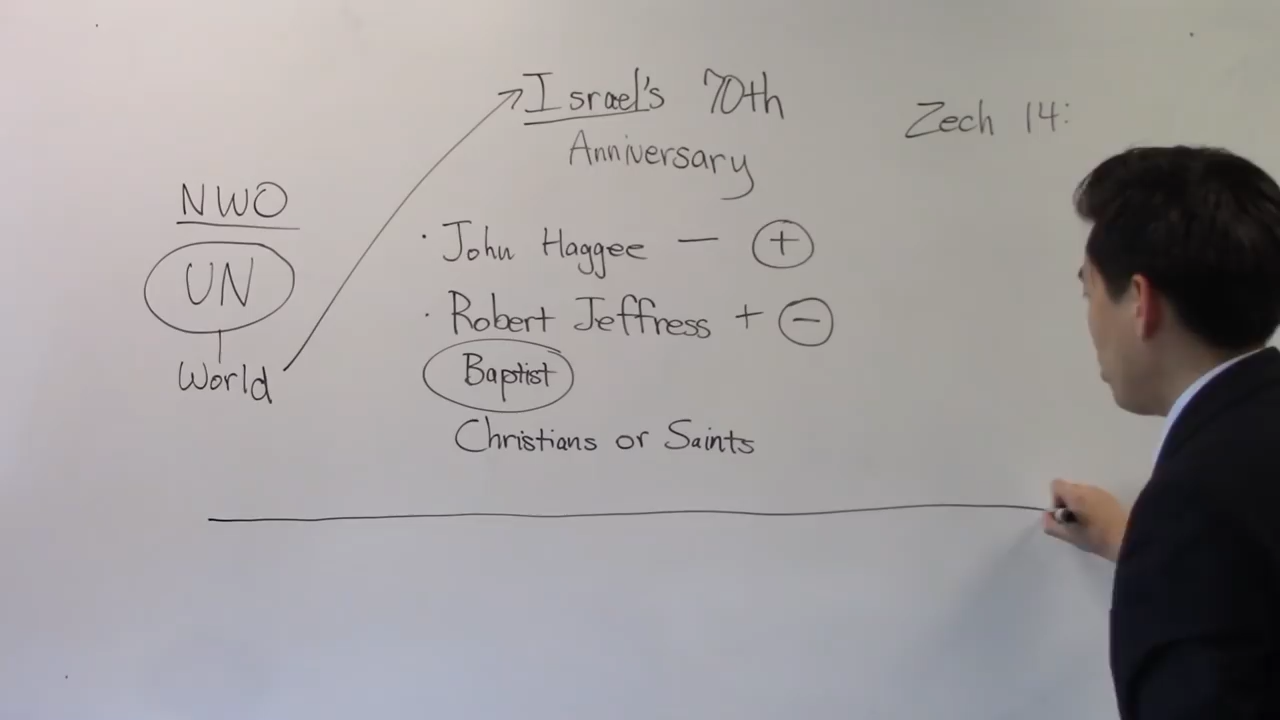 NWO
UN
World
Israel's 70th
Anniversary
· John Haggee — +
· Robert Jeffress + −
Baptist
Christians or Saints
Zech 14: